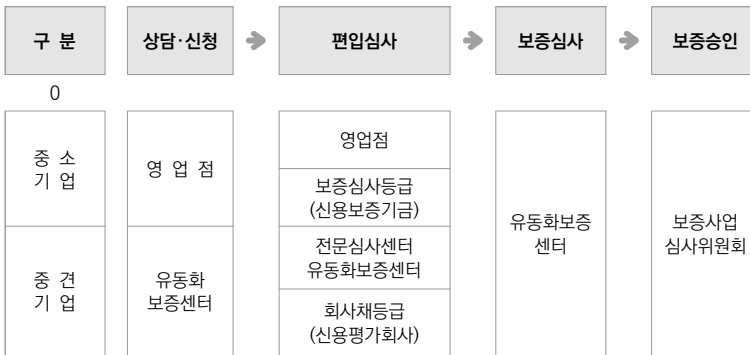 구 분
상담·신청
편입심사
보증심사
보증승인
0
중 소
기 업
영 업 점
영업점
보증심사등급
(신용보증기금)
유동화보증
센터
보증사업
심사위원회
중 견
기 업
유동화
보증센터
전문심사센터
유동화보증센터
회사채등급
(신용평가회사)